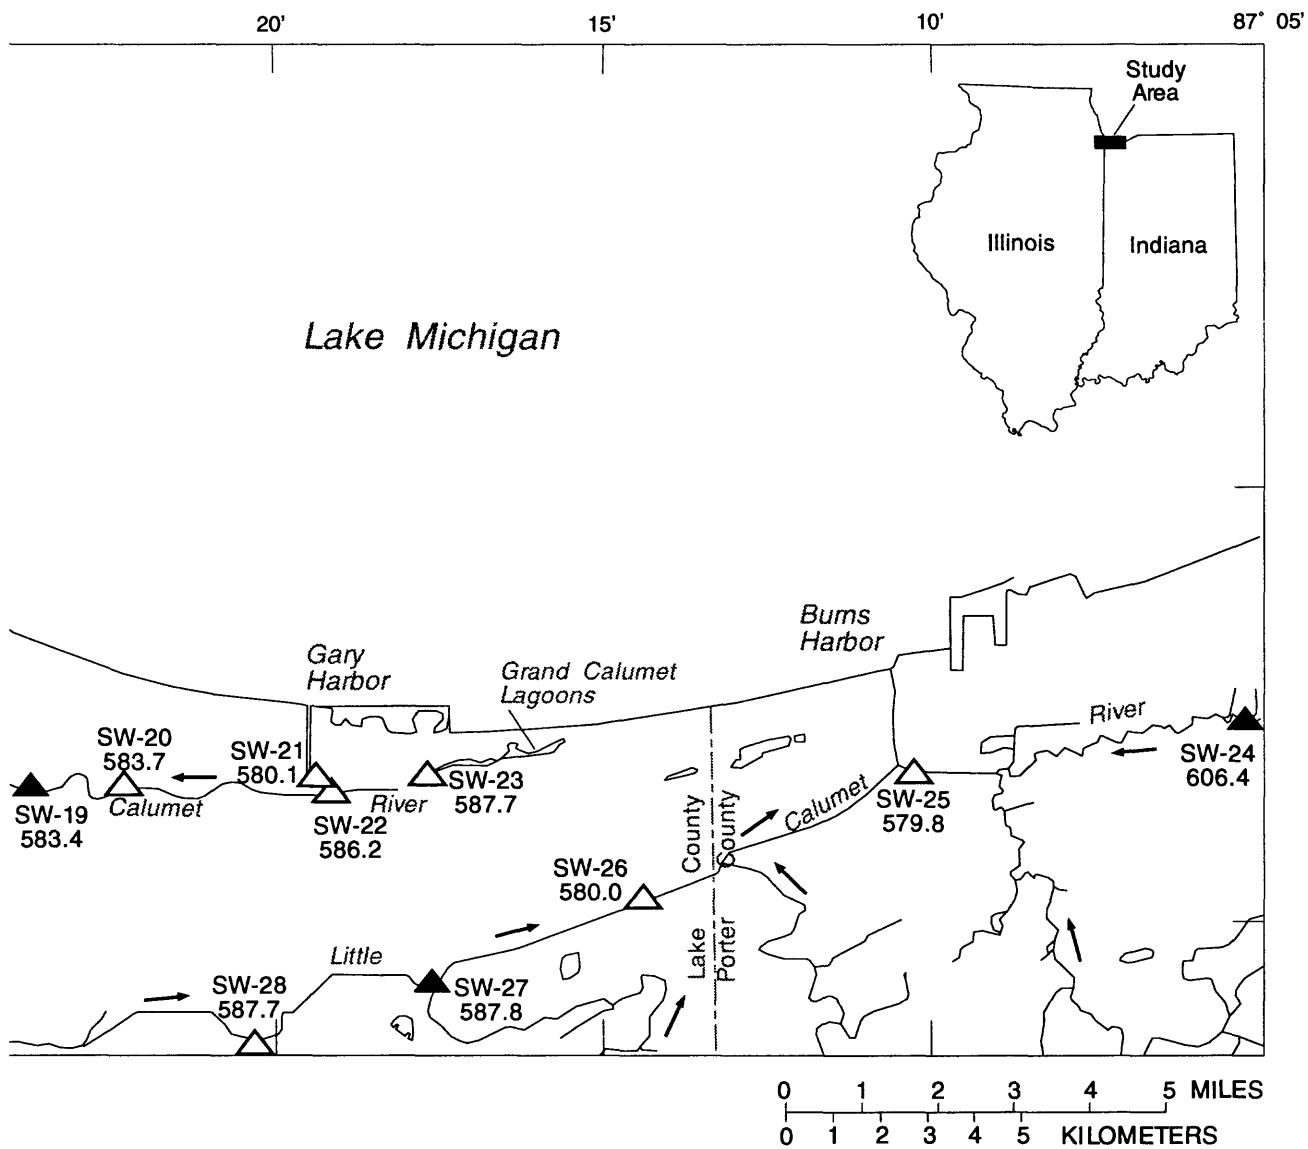 20'
15'
10'
87° 05'
Study
Area
Illinois
Indiana
Lake Michigan
Burns
Harbor
Gary
Harbor
Grand Calumet
Lagoons
River
SW-24
606.4
SW-20
583.7
SW-21
580.1
SW-19
583.4
Calumet
River
SW-22
586.2
SW-23
587.7
Calumet
SW-25
579.8
County
County
SW-26
580.0
Lake
Porter
Little
SW-28
587.7
SW-27
587.8
0 1 2 3 4 5 MILES
0 1 2 3 4 5 KILOMETERS